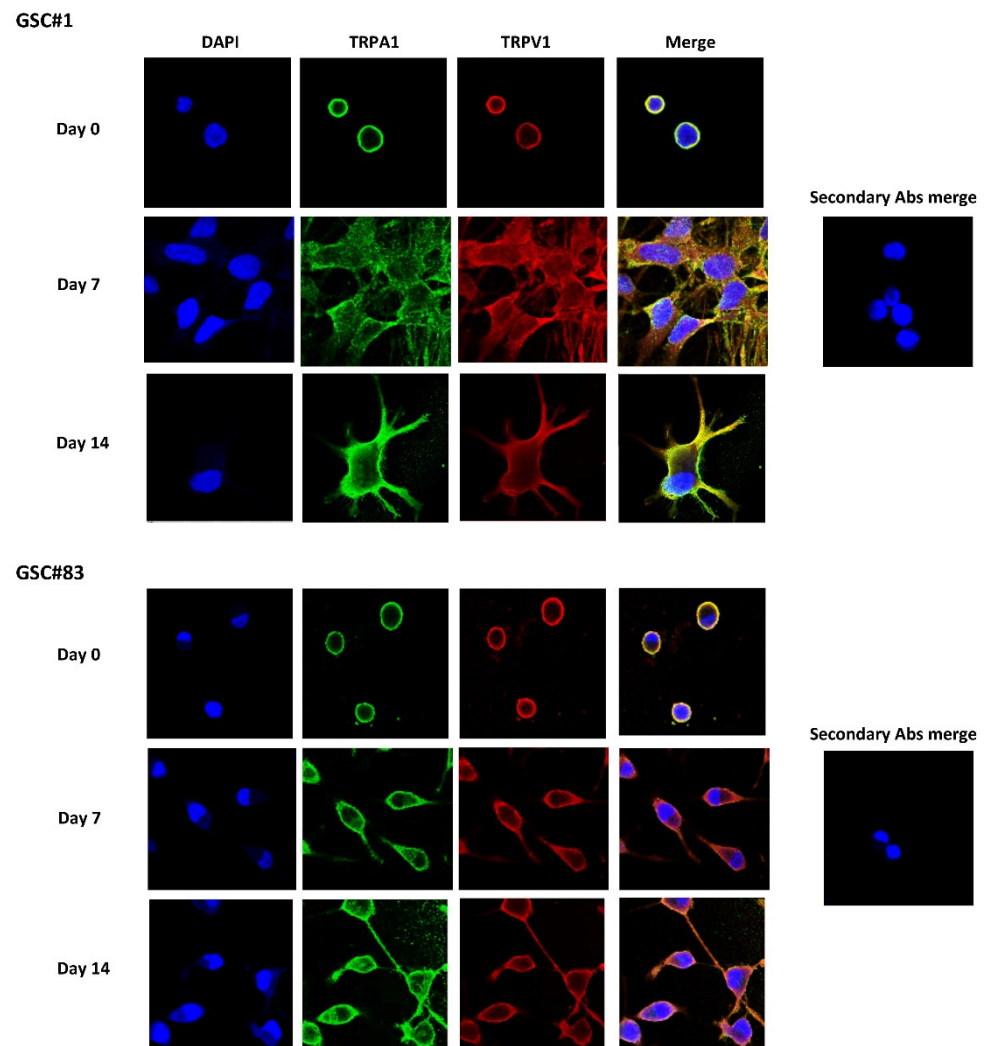 GSC#1
DAPI TRPA1 TRPV1 Merge
Day 0
Secondary Abs merge
Day 7
Day 14
GSC#83
Day 0
Secondary Abs merge
Day 7
Day 14